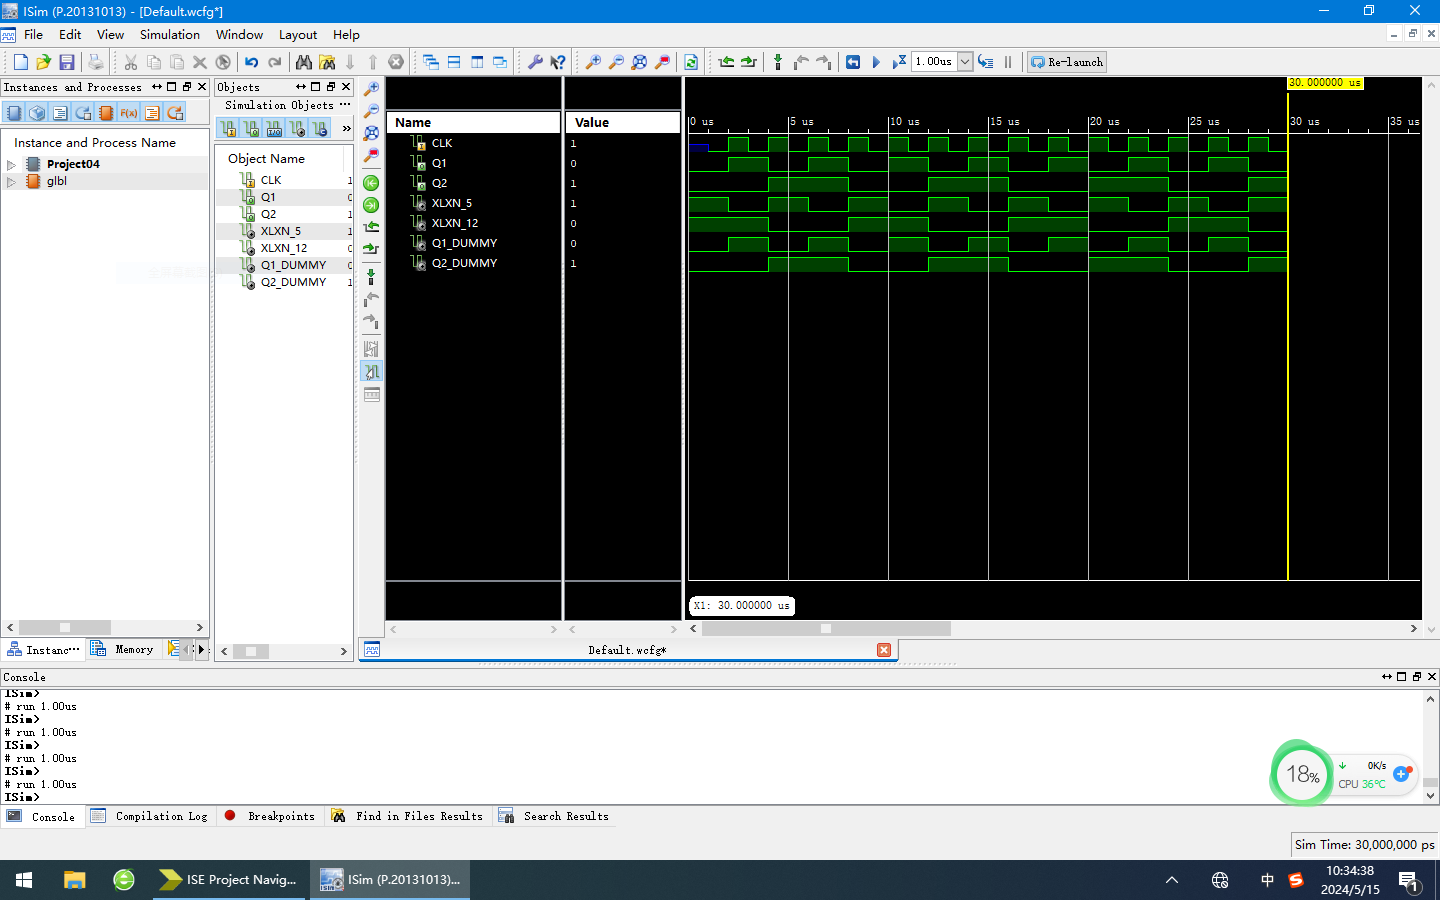 ISim (P.20131013) - [Default.wcfg*]
File Edit View Simulation Window Layout Help
1.00us
Re-launch
Instances and Processes
Instance and Process Name
Project04
glbl
Instanc···
Memory
Objects
Simulation Objects ···
Object Name
CLK 1
Q1 0
Q2 1
XLXN_5 1
XLXN_12 0
Q1_DUMMY 0
Q2_DUMMY 1
Name Value
CLK 1
Q1 0
Q2 1
XLXN_5 1
XLXN_12 0
Q1_DUMMY 0
Q2_DUMMY 1
30.000000 us
0 us 5 us 10 us 15 us 20 us 25 us 30 us 35 us
X1: 30.000000 us
Default.wcfg*
Console
ISim>
# run 1.00us
ISim>
# run 1.00us
ISim>
# run 1.00us
ISim>
# run 1.00us
ISim>
18%
0K/s
CPU 36℃
Console Compilation Log Breakpoints Find in Files Results Search Results
Sim Time: 30,000,000 ps
ISE Project Navig...
ISim (P.20131013)...
中
10:34:38
2024/5/15
1